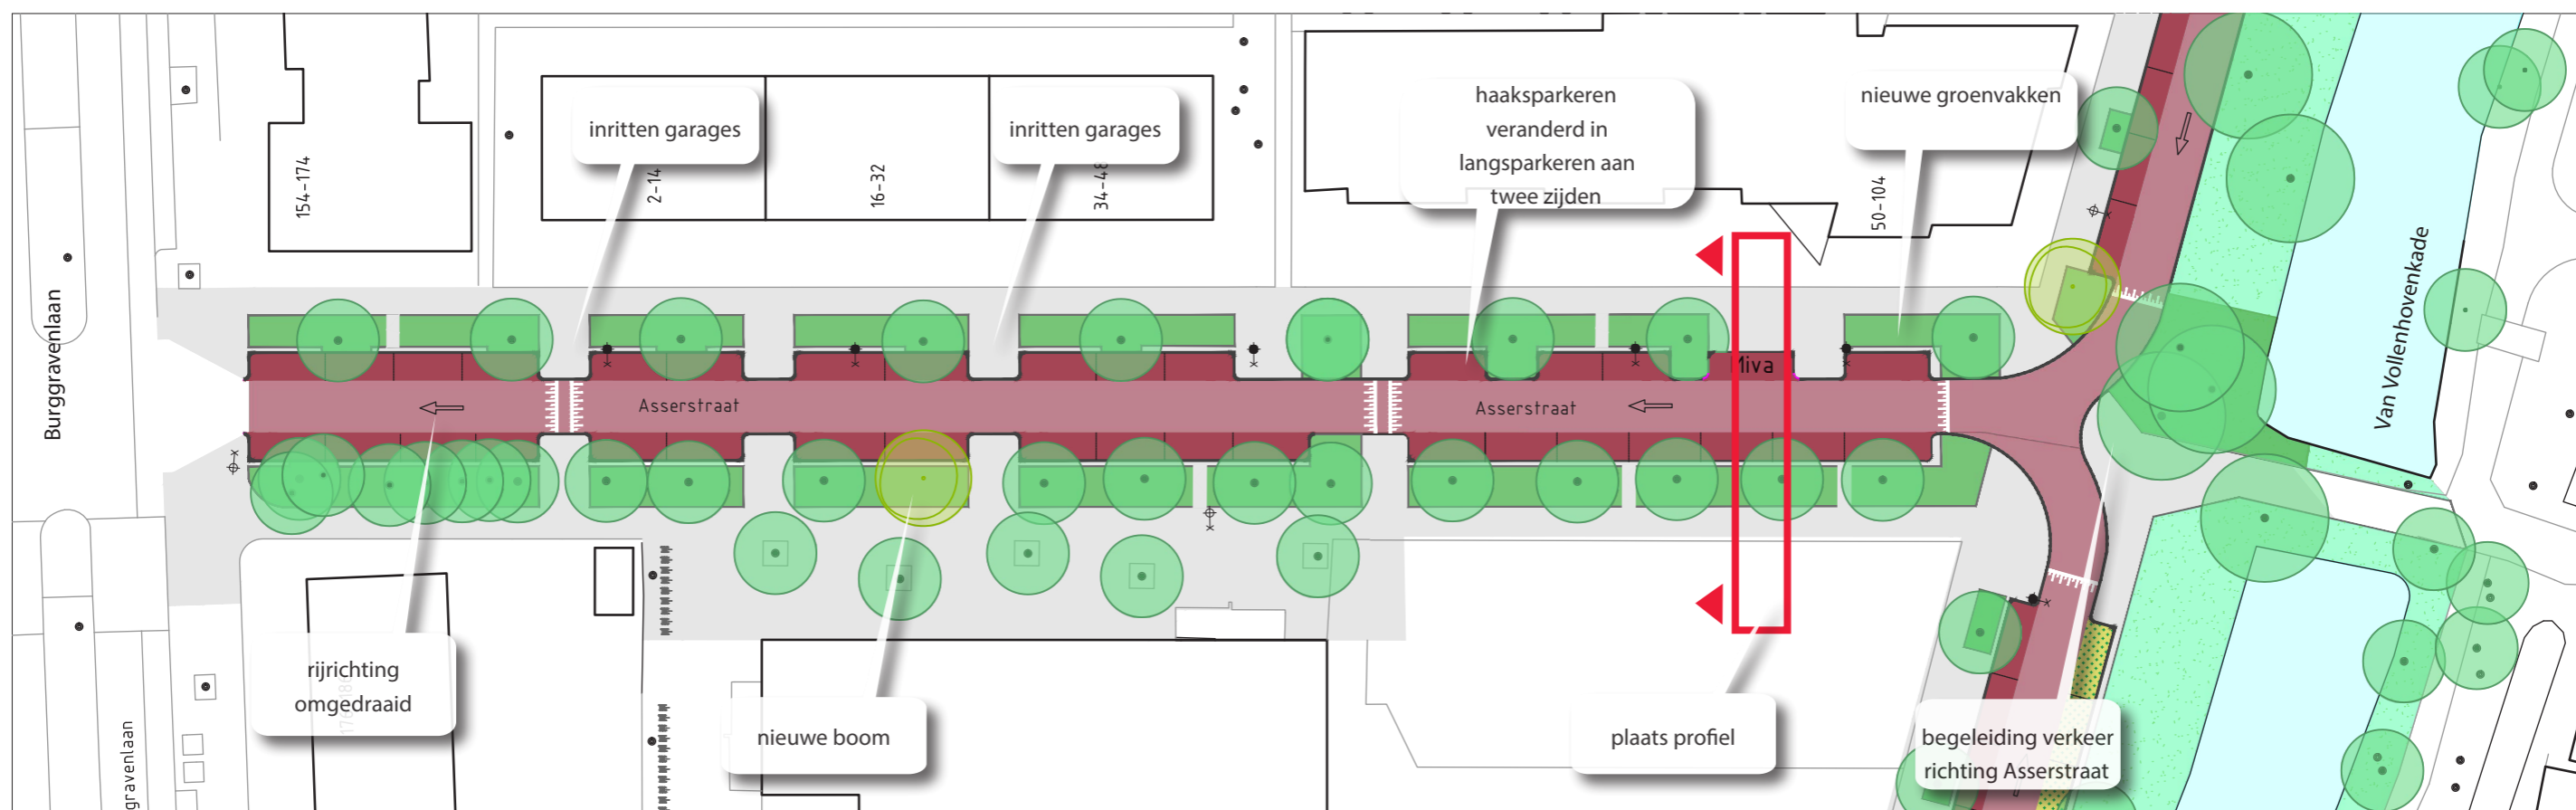 inritten garages
inritten garages
haaksparkeren
veranderd in
langsparkeren aan
twee zijden
nieuwe groenvakken
154-174
2-14
16-32
34-48
50-104
Burggravenlaan
Asserstraat
Asserstraat
Miva
Van Vollenhovenkade
rijrichting
omgedraaid
nieuwe boom
plaats profiel
begeleiding verkeer
richting Asserstraat
gravenlaan